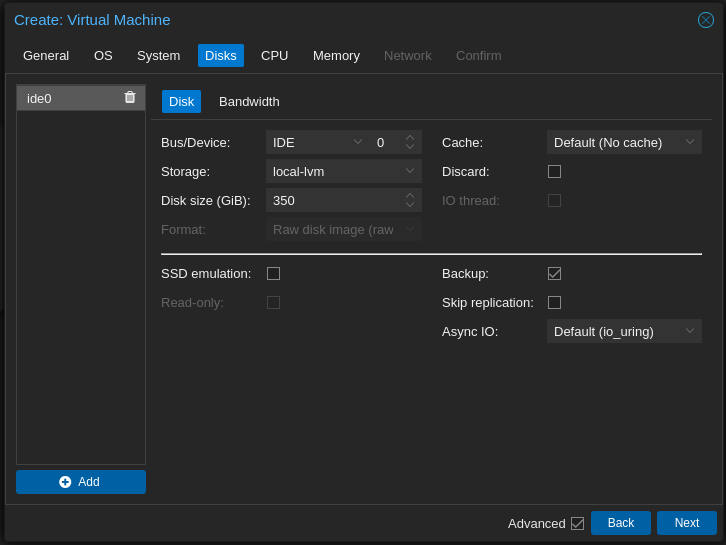 Create: Virtual Machine
General OS System Disks CPU Memory Network Confirm
ide0
Disk Bandwidth
Bus/Device: IDE 0 Cache: Default (No cache)
Storage: local-lvm Discard:
Disk size (GiB): 350 IO thread:
Format: Raw disk image (raw
SSD emulation: Backup:
Read-only: Skip replication:
Async IO: Default (io_uring)
Add
Advanced Back Next